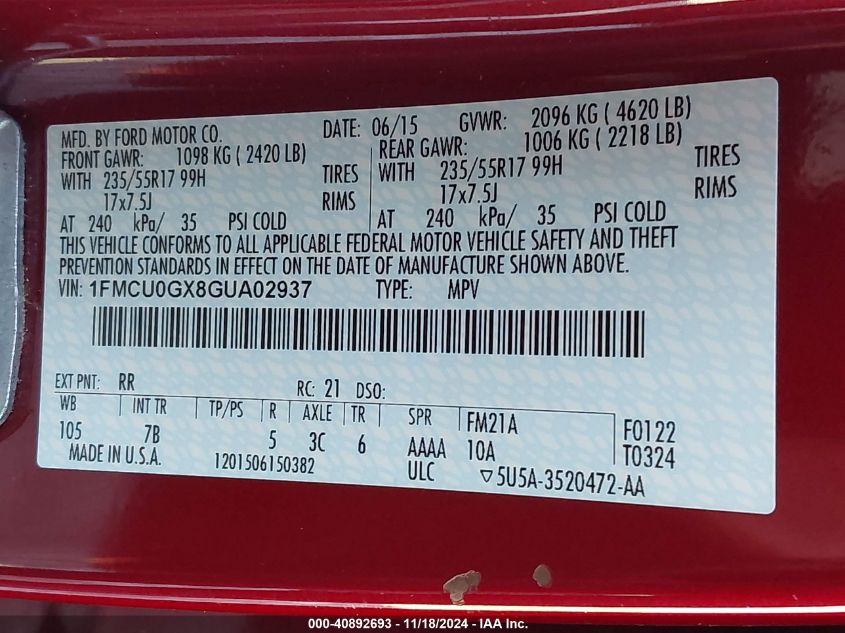 MFD. BY FORD MOTOR CO. DATE: 06/15 GVWR: 2096 KG ( 4620 LB)
FRONT GAWR: 1098 KG ( 2420 LB) REAR GAWR: 1006 KG ( 2218 LB)
WITH 235/55R17 99H TIRES WITH 235/55R17 99H TIRES
17x7.5J RIMS 17x7.5J RIMS
AT 240 kPa/ 35 PSI COLD AT 240 kPa/ 35 PSI COLD
THIS VEHICLE CONFORMS TO ALL APPLICABLE FEDERAL MOTOR VEHICLE SAFETY AND THEFT
PREVENTION STANDARDS IN EFFECT ON THE DATE OF MANUFACTURE SHOWN ABOVE.
VIN: 1FMCU0GX8GUA02937 TYPE: MPV
EXT PNT: RR RC: 21 DSO:
WB INT TR TP/PS R AXLE TR SPR FM21A F0122
105 7B 5 3C 6 AAAA 10A T0324
MADE IN U.S.A. 1201506150382 ULC ▽5U5A-3520472-AA
000-40892693 - 11/18/2024 - IAA Inc.